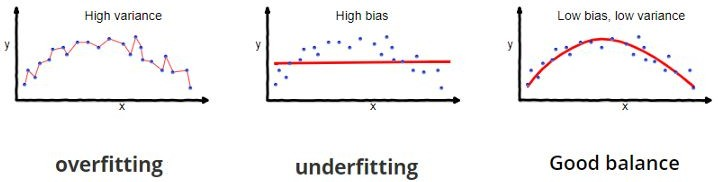 High variance
y
x
overfitting
High bias
y
x
underfitting
Low bias, low variance
y
x
Good balance